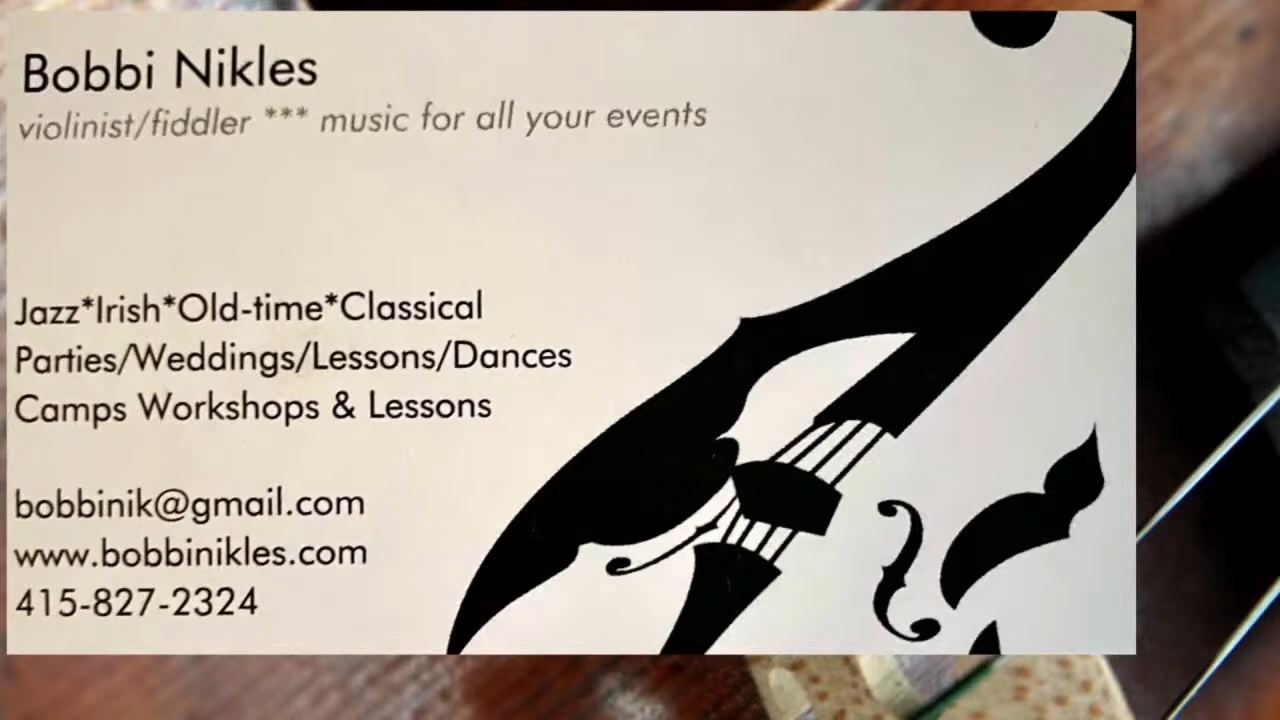 Bobbi Nikles
violinist/fiddler *** music for all your events
Jazz*Irish*Old-time*Classical
Parties/Weddings/Lessons/Dances
Camps Workshops & Lessons
bobbinik@gmail.com
www.bobbinikles.com
415-827-2324